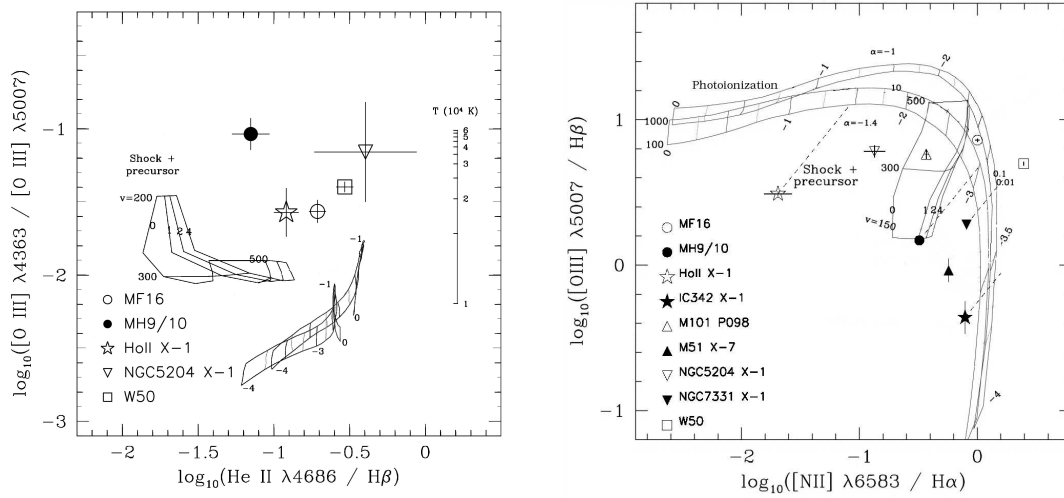 log10([O III] λ4363 / [O III] λ5007)
-1
-2
-3
Shock +
precursor
v=200
0
1
2
4
300
500
T (10⁴ K)
6
5
4
3
2
1
-1
-1
0
0
-3
-4
-4
MF16
MH9/10
HoII X-1
NGC5204 X-1
W50
-2
-1.5
-1
-0.5
0
log10(He II λ4686 / Hβ)
log10([OIII] λ5007 / Hβ)
1
0
-1
α=-1
-1
-2
Photoionization
0
1000
100
0
-1
10
-2
500
α=-1.4
Shock +
precursor
300
0
v=150
1
2
4
0.1
0.01
-3
-3.5
-4
MF16
MH9/10
HoII X-1
IC342 X-1
M101 P098
M51 X-7
NGC5204 X-1
NGC7331 X-1
W50
-2
-1
0
1
log10([NII] λ6583 / Hα)